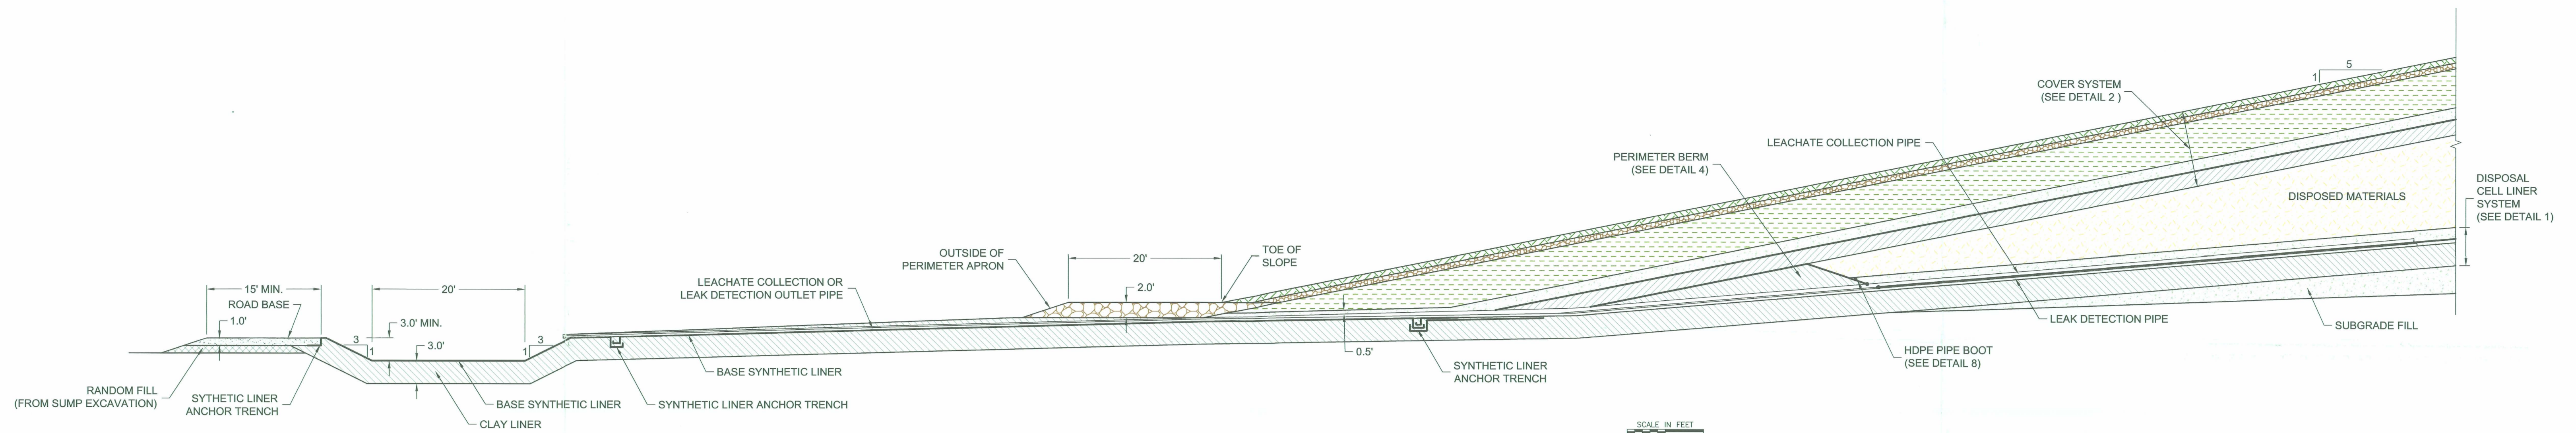 5
1
COVER SYSTEM
(SEE DETAIL 2 )
LEACHATE COLLECTION PIPE
PERIMETER BERM
(SEE DETAIL 4)
DISPOSAL
CELL LINER
SYSTEM
(SEE DETAIL 1)
DISPOSED MATERIALS
OUTSIDE OF
PERIMETER APRON
20'
TOE OF
SLOPE
LEACHATE COLLECTION OR
LEAK DETECTION OUTLET PIPE
2.0'
15' MIN.
20'
ROAD BASE
1.0'
3.0' MIN.
3
1
3.0'
3
1
0.5'
LEAK DETECTION PIPE
SUBGRADE FILL
HDPE PIPE BOOT
(SEE DETAIL 8)
SYNTHETIC LINER
ANCHOR TRENCH
BASE SYNTHETIC LINER
RANDOM FILL
(FROM SUMP EXCAVATION)
SYTHETIC LINER
ANCHOR TRENCH
BASE SYNTHETIC LINER
SYNTHETIC LINER ANCHOR TRENCH
CLAY LINER
SCALE IN FEET